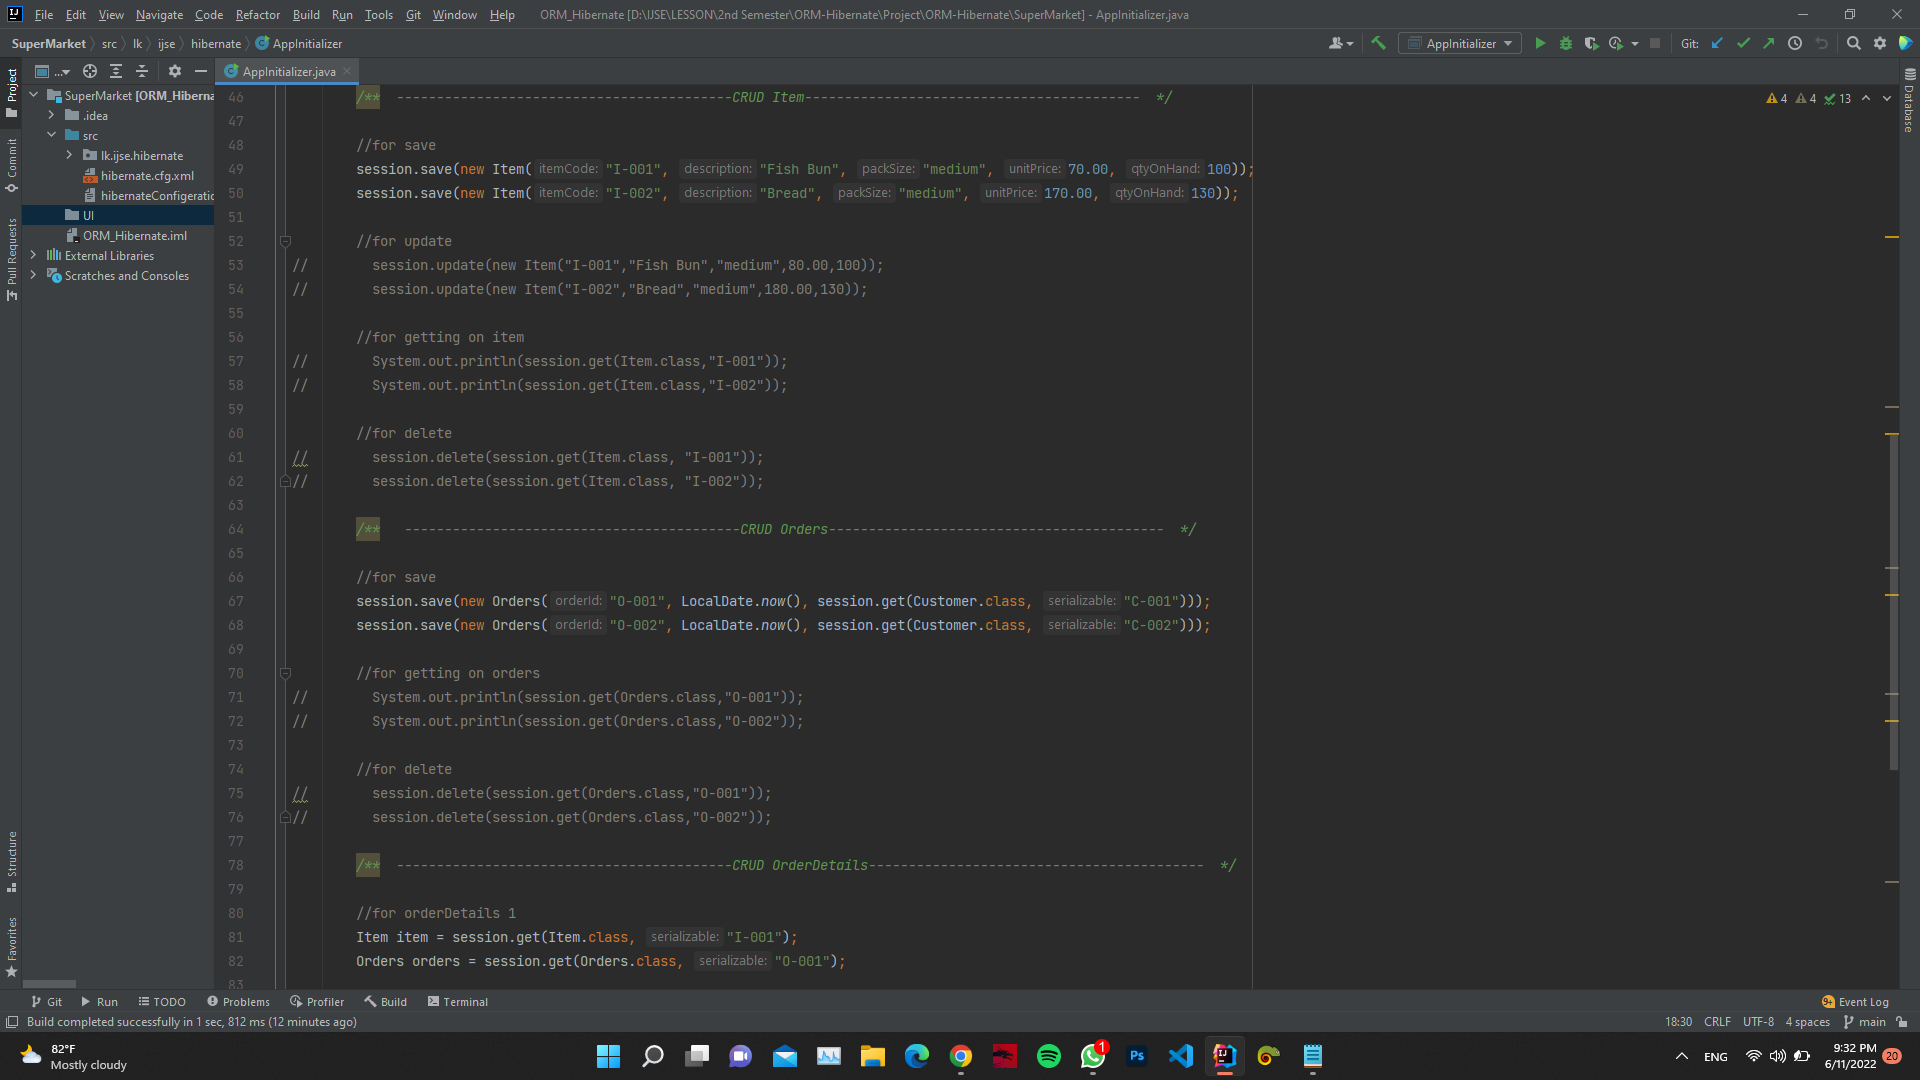 File Edit View Navigate Code Refactor Build Run Tools Git Window Help ORM_Hibernate [D:\IJSE\LESSON\2nd Semester\ORM-Hibernate\Project\ORM-Hibernate\SuperMarket] - AppInitializer.java
SuperMarket src lk ijse hibernate AppInitializer
AppInitializer Git:
Project
Commit
Pull Requests
Structure
Favorites
Database
... AppInitializer.java
SuperMarket [ORM_Hiberna
.idea
src
lk.ijse.hibernate
hibernate.cfg.xml
hibernateConfigeratio
UI
ORM_Hibernate.iml
External Libraries
Scratches and Consoles
4 4 13
46 /** ------------------------------------------CRUD Item------------------------------------------ */
47
48 //for save
49 session.save(new Item( itemCode: "I-001", description: "Fish Bun", packSize: "medium", unitPrice: 70.00, qtyOnHand: 100));
50 session.save(new Item( itemCode: "I-002", description: "Bread", packSize: "medium", unitPrice: 170.00, qtyOnHand: 130));
51
52 //for update
53 // session.update(new Item("I-001","Fish Bun","medium",80.00,100));
54 // session.update(new Item("I-002","Bread","medium",180.00,130));
55
56 //for getting on item
57 // System.out.println(session.get(Item.class,"I-001"));
58 // System.out.println(session.get(Item.class,"I-002"));
59
60 //for delete
61 // session.delete(session.get(Item.class, "I-001"));
62 // session.delete(session.get(Item.class, "I-002"));
63
64 /** ------------------------------------------CRUD Orders------------------------------------------ */
65
66 //for save
67 session.save(new Orders( orderId: "O-001", LocalDate.now(), session.get(Customer.class, serializable: "C-001")));
68 session.save(new Orders( orderId: "O-002", LocalDate.now(), session.get(Customer.class, serializable: "C-002")));
69
70 //for getting on orders
71 // System.out.println(session.get(Orders.class,"O-001"));
72 // System.out.println(session.get(Orders.class,"O-002"));
73
74 //for delete
75 // session.delete(session.get(Orders.class,"O-001"));
76 // session.delete(session.get(Orders.class,"O-002"));
77
78 /** ------------------------------------------CRUD OrderDetails------------------------------------------ */
79
80 //for orderDetails 1
81 Item item = session.get(Item.class, serializable: "I-001");
82 Orders orders = session.get(Orders.class, serializable: "O-001");
83
Git Run TODO Problems Profiler Build Terminal 9+ Event Log
Build completed successfully in 1 sec, 812 ms (12 minutes ago) 18:30 CRLF UTF-8 4 spaces main
82°F
Mostly cloudy
1
Ps
ENG
9:32 PM
6/11/2022
20